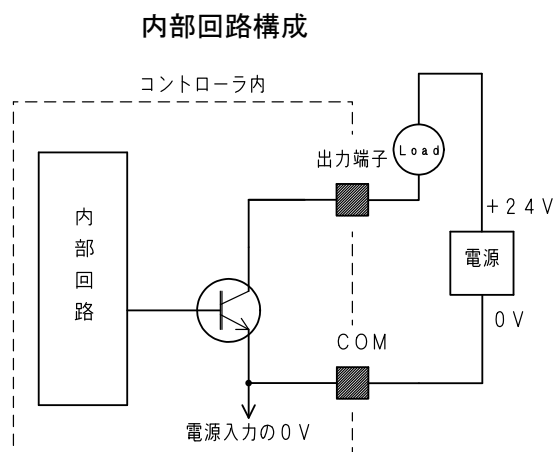 内部回路構成
コントローラ内
出力端子
Load
+24V
内部回路
電源
0V
COM
電源入力の0V